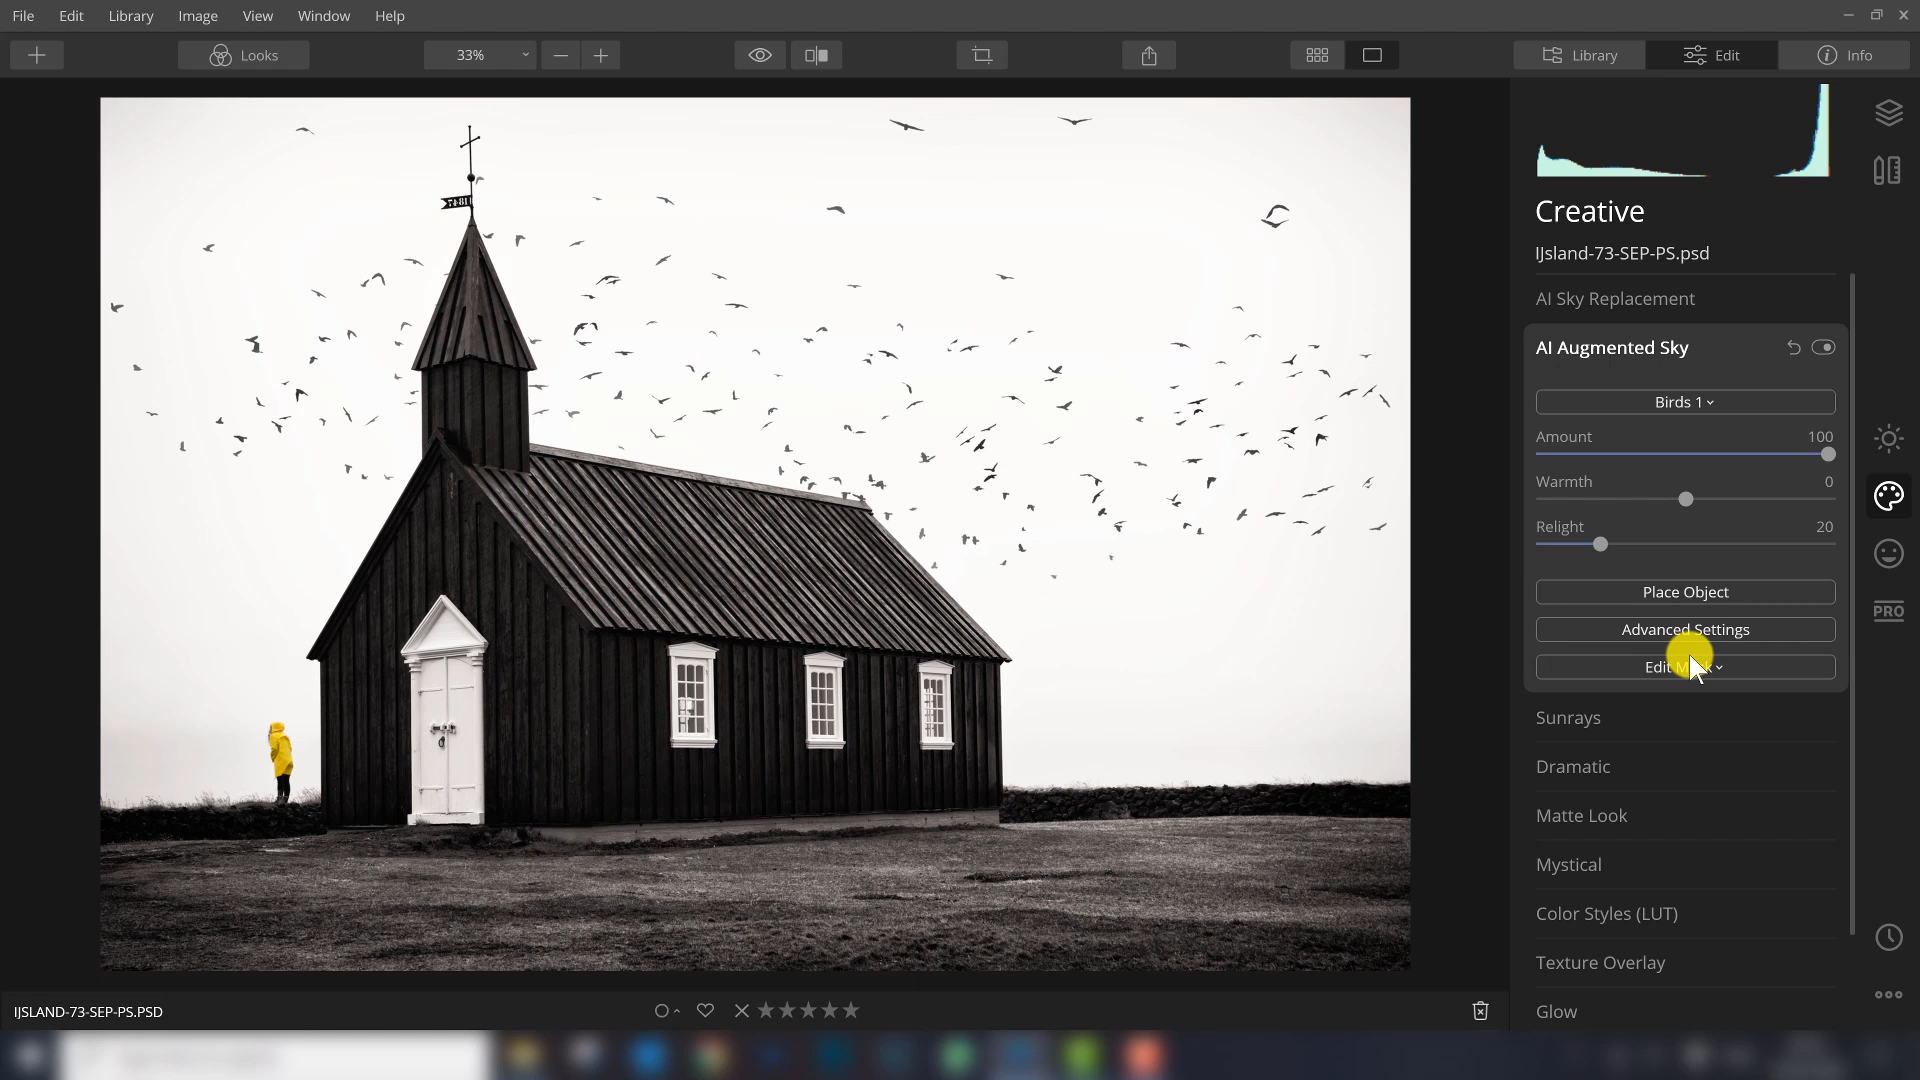 File Edit Library Image View Window Help
Looks 33% Library Edit Info
Creative
IJsland-73-SEP-PS.psd
AI Sky Replacement
AI Augmented Sky
Birds 1
Amount 100
Warmth 0
Relight 20
Place Object
Advanced Settings
Edit
Sunrays
Dramatic
Matte Look
Mystical
Color Styles (LUT)
Texture Overlay
Glow
PRO
IJSLAND-73-SEP-PS.PSD